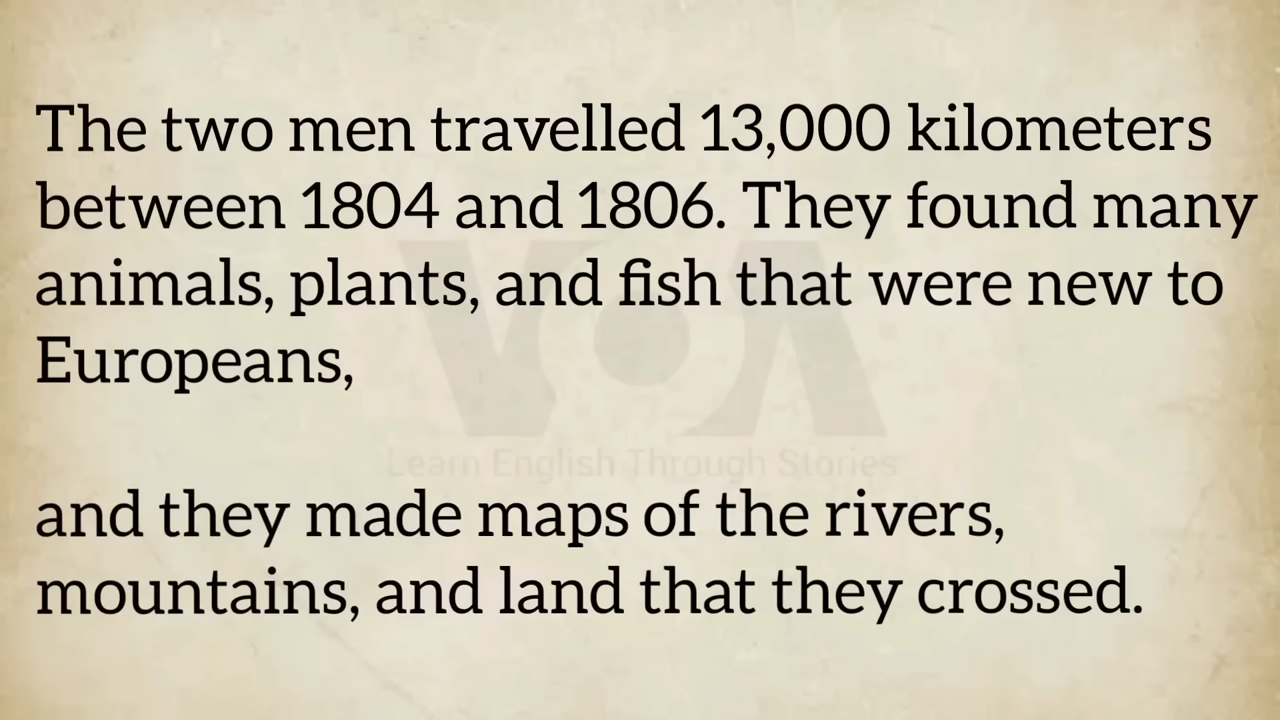 The two men travelled 13,000 kilometers
between 1804 and 1806. They found many
animals, plants, and fish that were new to
Europeans,
VOA
Learn English Through Stories
and they made maps of the rivers,
mountains, and land that they crossed.